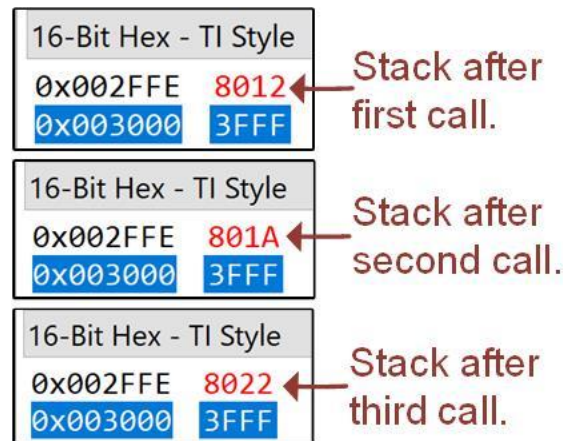 16-Bit Hex - TI Style
0x002FFE 8012
0x003000 3FFF
Stack after
first call.
16-Bit Hex - TI Style
0x002FFE 801A
0x003000 3FFF
Stack after
second call.
16-Bit Hex - TI Style
0x002FFE 8022
0x003000 3FFF
Stack after
third call.